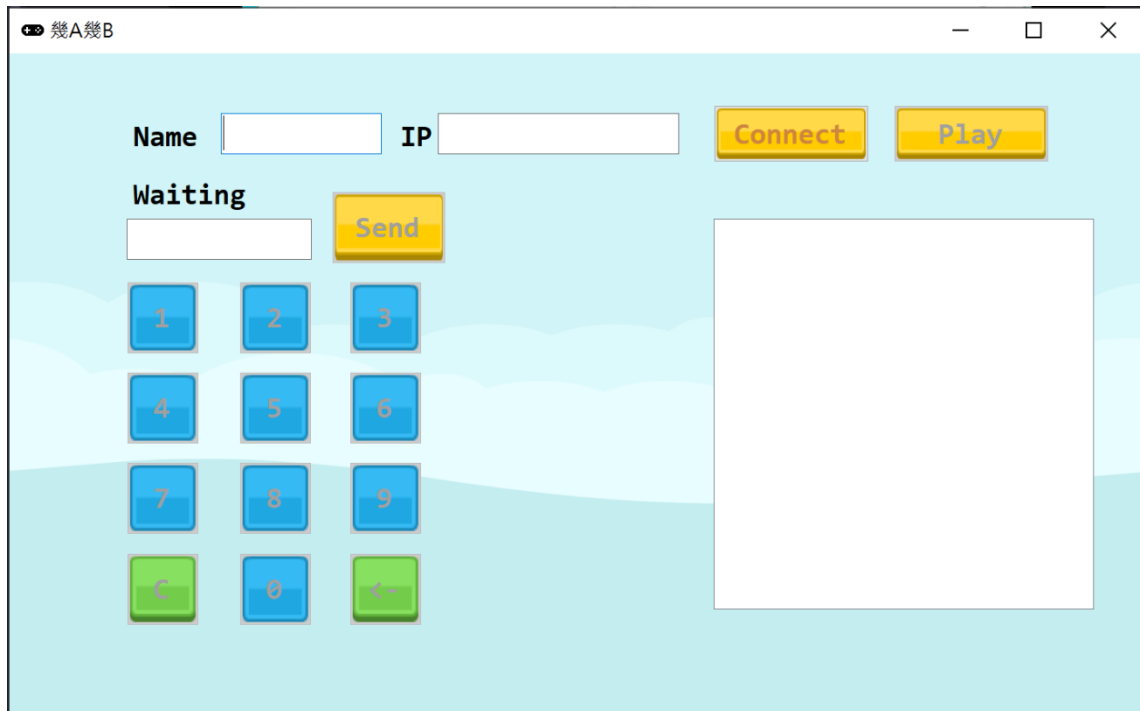 幾A幾B
Name IP Connect Play
Waiting
Send
1 2 3
4 5 6
7 8 9
C 0 <-